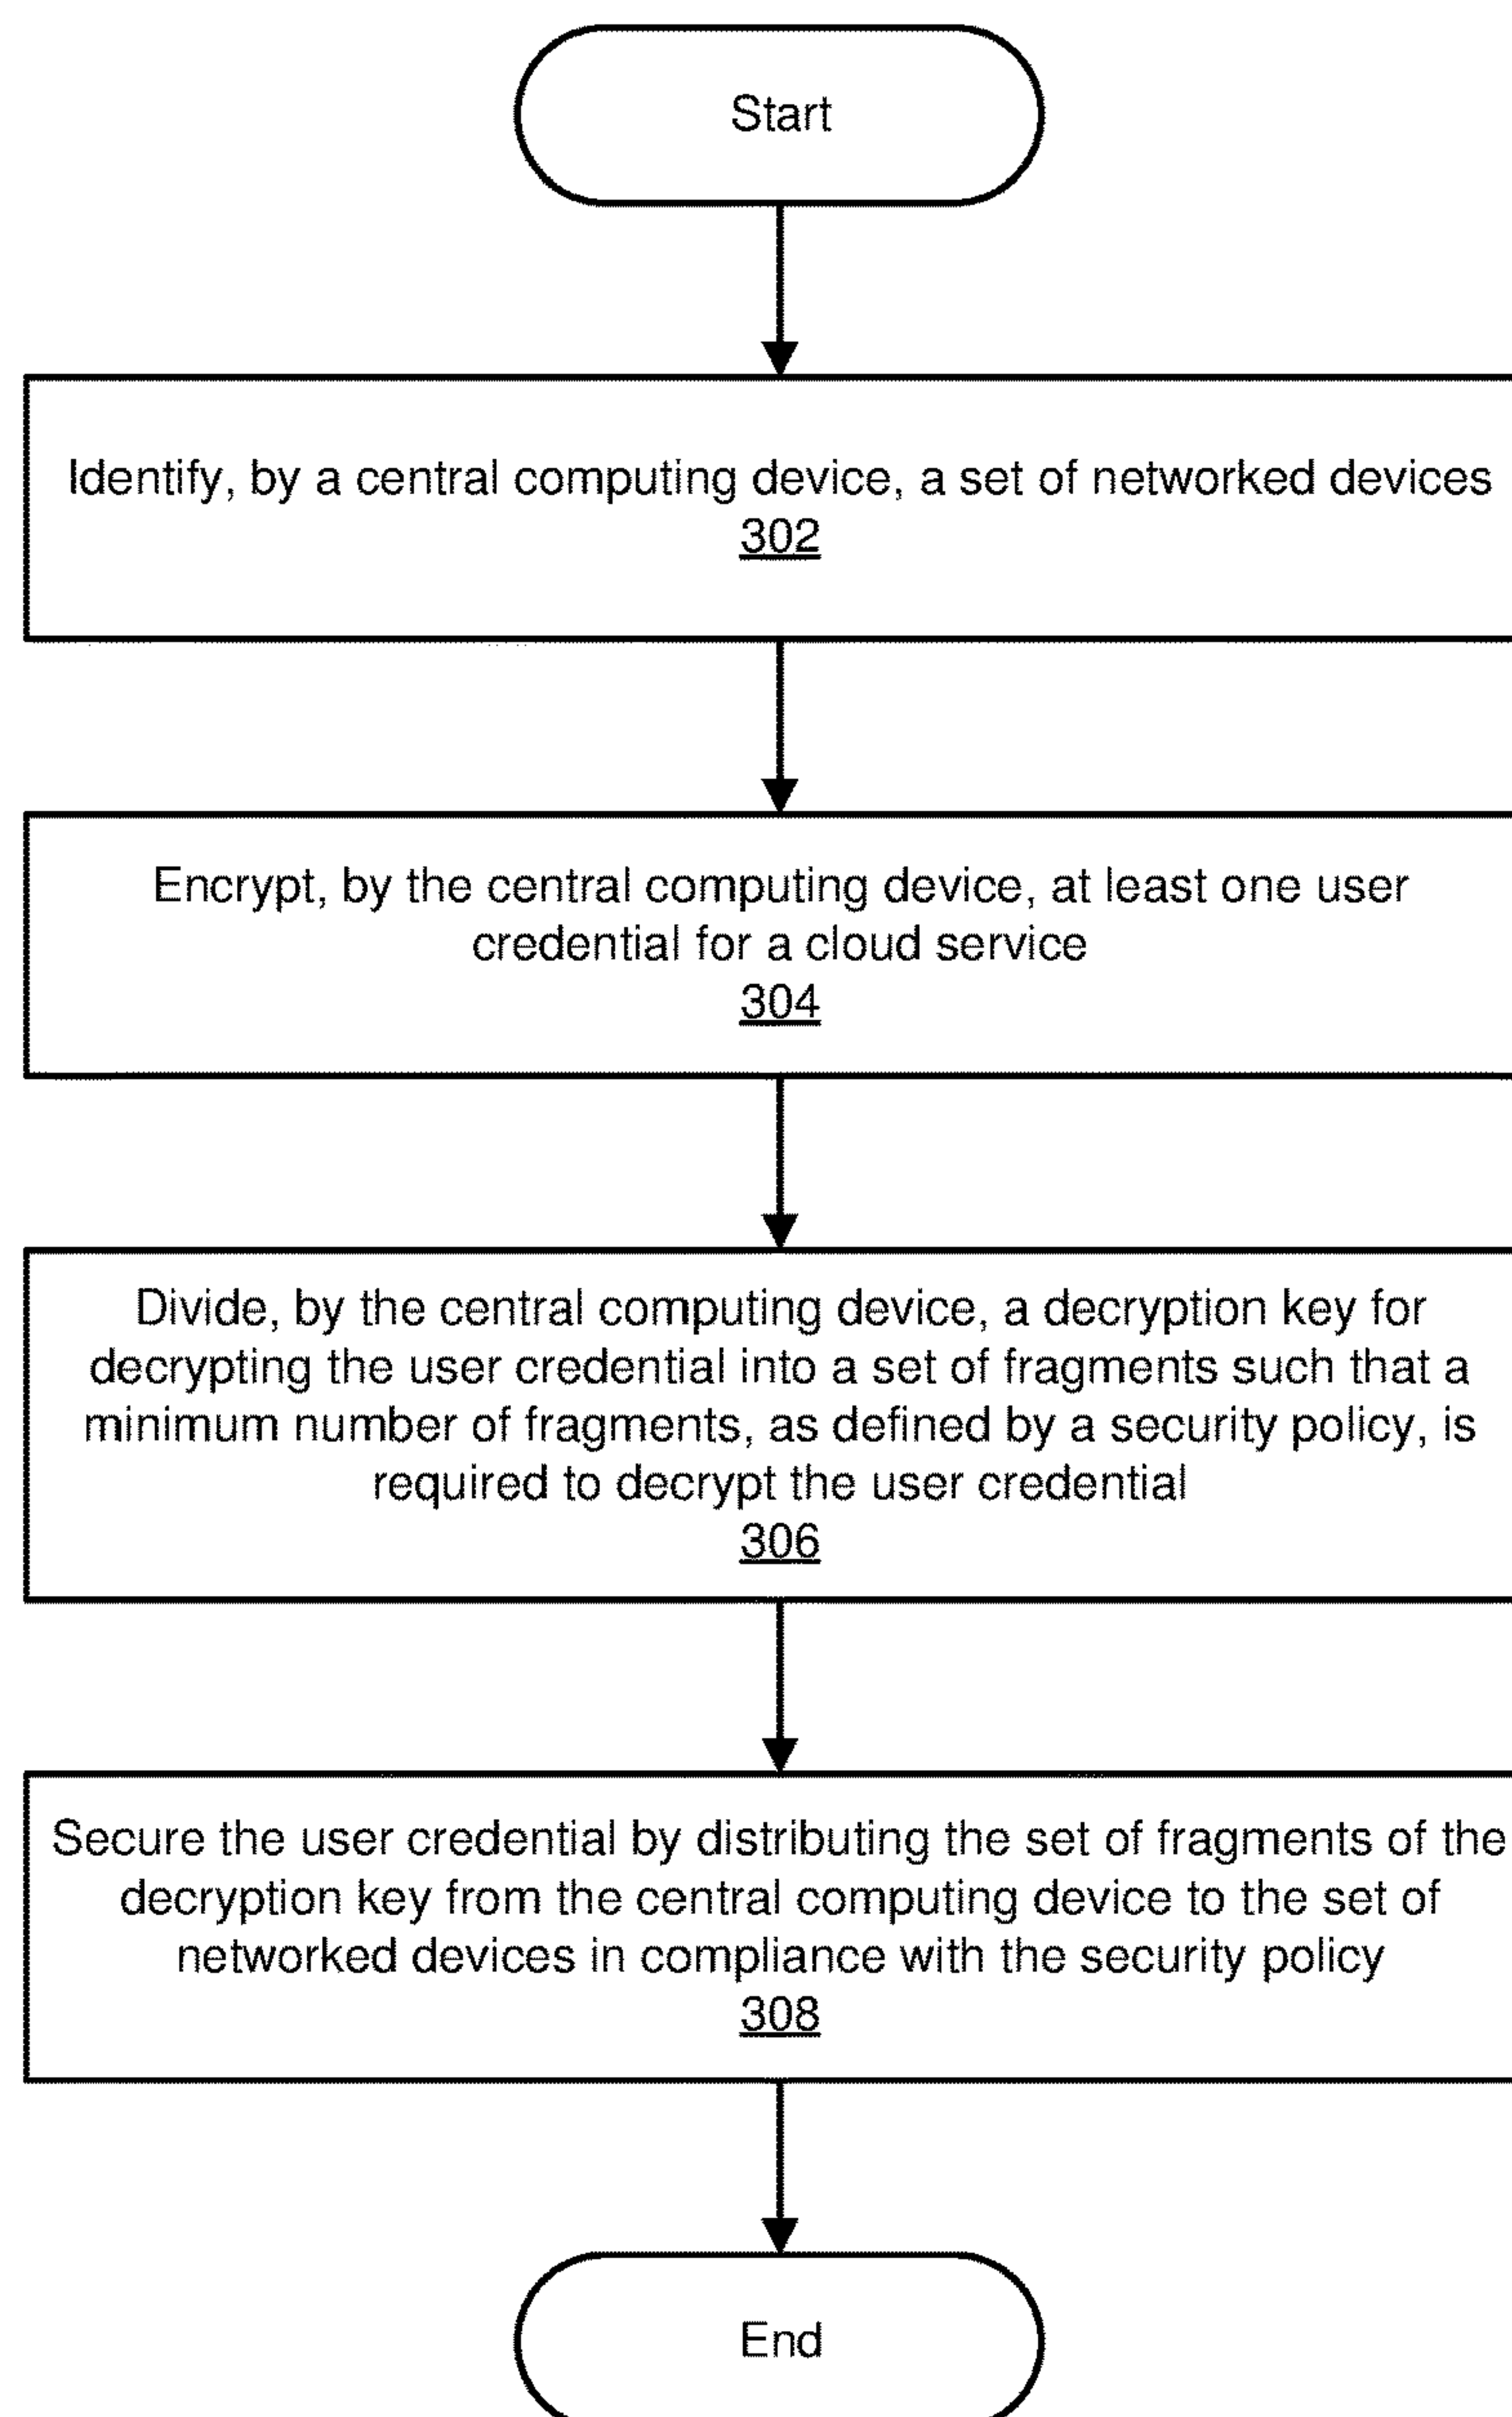 Start
Identify, by a central computing device, a set of networked devices
302
Encrypt, by the central computing device, at least one user
credential for a cloud service
304
Divide, by the central computing device, a decryption key for
decrypting the user credential into a set of fragments such that a
minimum number of fragments, as defined by a security policy, is
required to decrypt the user credential
306
Secure the user credential by distributing the set of fragments of the
decryption key from the central computing device to the set of
networked devices in compliance with the security policy
308
End